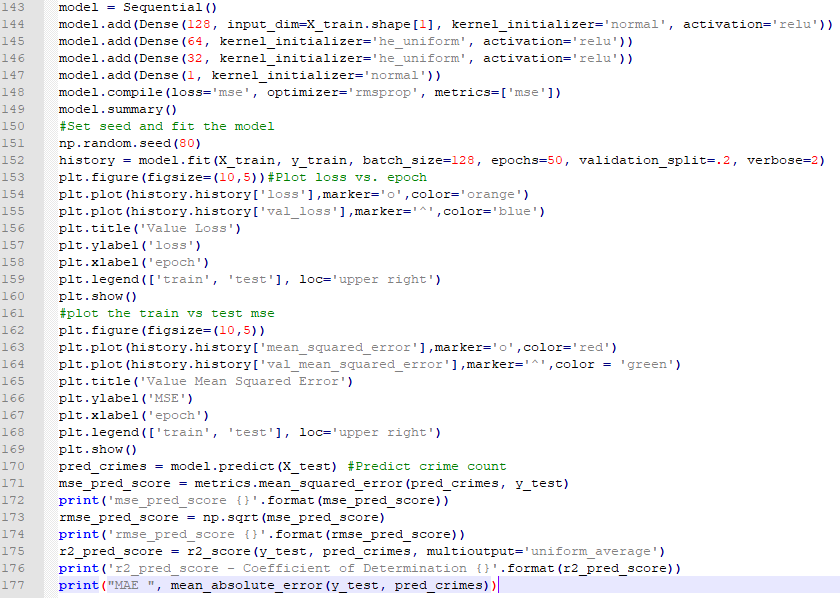 143 model = Sequential()
144 model.add(Dense(128, input_dim=X_train.shape[1], kernel_initializer='normal', activation='relu'))
145 model.add(Dense(64, kernel_initializer='he_uniform', activation='relu'))
146 model.add(Dense(32, kernel_initializer='he_uniform', activation='relu'))
147 model.add(Dense(1, kernel_initializer='normal'))
148 model.compile(loss='mse', optimizer='rmsprop', metrics=['mse'])
149 model.summary()
150 #Set seed and fit the model
151 np.random.seed(80)
152 history = model.fit(X_train, y_train, batch_size=128, epochs=50, validation_split=.2, verbose=2)
153 plt.figure(figsize=(10,5))#Plot loss vs. epoch
154 plt.plot(history.history['loss'],marker='o',color='orange')
155 plt.plot(history.history['val_loss'],marker='^',color='blue')
156 plt.title('Value Loss')
157 plt.ylabel('loss')
158 plt.xlabel('epoch')
159 plt.legend(['train', 'test'], loc='upper right')
160 plt.show()
161 #plot the train vs test mse
162 plt.figure(figsize=(10,5))
163 plt.plot(history.history['mean_squared_error'],marker='o',color='red')
164 plt.plot(history.history['val_mean_squared_error'],marker='^',color = 'green')
165 plt.title('Value Mean Squared Error')
166 plt.ylabel('MSE')
167 plt.xlabel('epoch')
168 plt.legend(['train', 'test'], loc='upper right')
169 plt.show()
170 pred_crimes = model.predict(X_test) #Predict crime count
171 mse_pred_score = metrics.mean_squared_error(pred_crimes, y_test)
172 print('mse_pred_score {}'.format(mse_pred_score))
173 rmse_pred_score = np.sqrt(mse_pred_score)
174 print('rmse_pred_score {}'.format(rmse_pred_score))
175 r2_pred_score = r2_score(y_test, pred_crimes, multioutput='uniform_average')
176 print('r2_pred_score - Coefficient of Determination {}'.format(r2_pred_score))
177 print("MAE ", mean_absolute_error(y_test, pred_crimes))